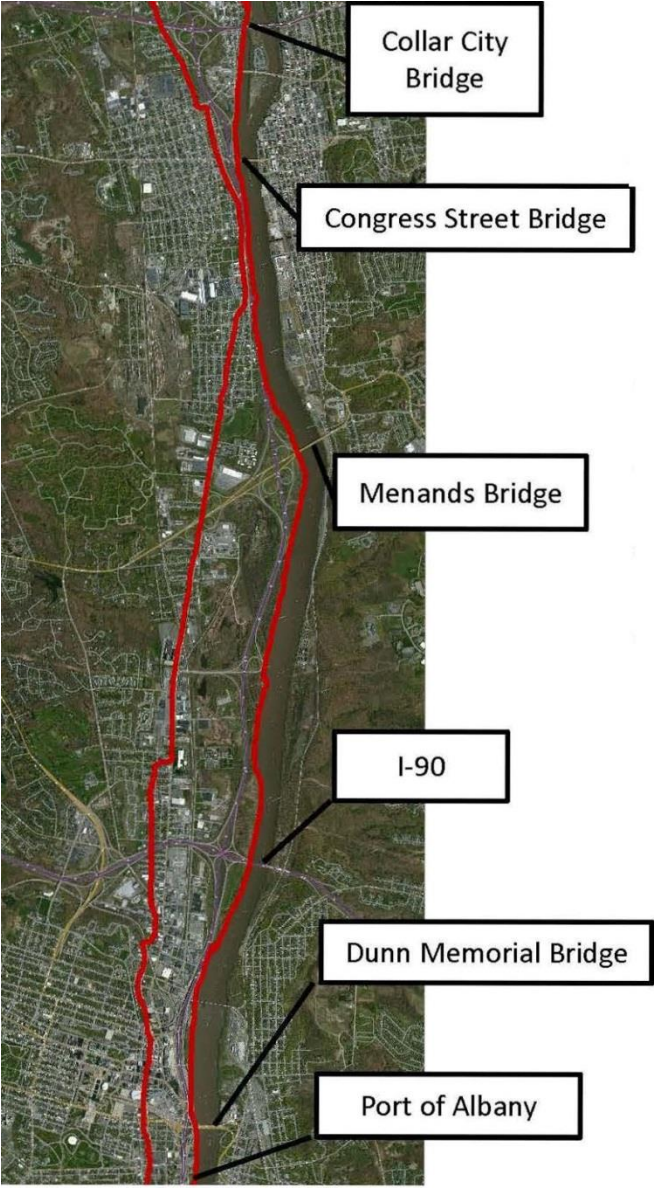 Collar City
Bridge
Congress Street Bridge
Menands Bridge
I-90
Dunn Memorial Bridge
Port of Albany